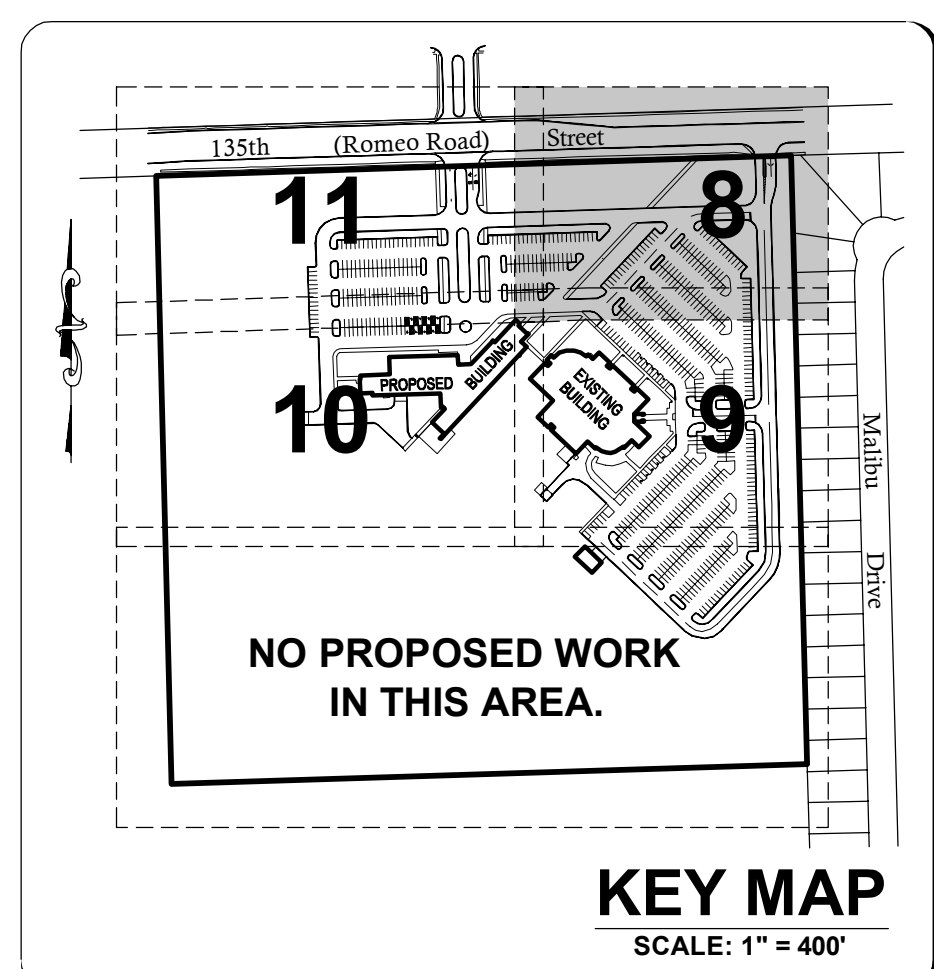 135th (Romeo Road) Street
11
8
PROPOSED BUILDING
EXISTING
BUILDING
10
9
Malibu Drive
NO PROPOSED WORK
IN THIS AREA.
KEY MAP
SCALE: 1" = 400'